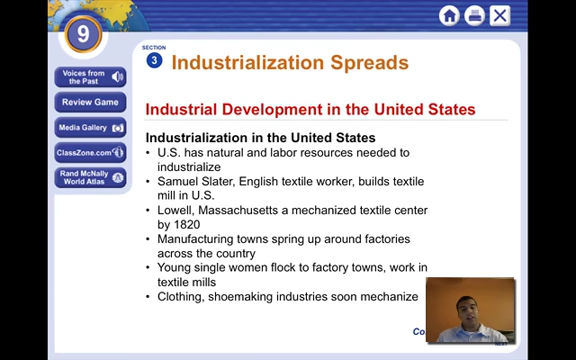 9
SECTION
3
Industrialization Spreads
Voices from
the Past
Review Game
Media Gallery
ClassZone.com
Rand McNally
World Atlas
Industrial Development in the United States
Industrialization in the United States
• U.S. has natural and labor resources needed to
industrialize
• Samuel Slater, English textile worker, builds textile
mill in U.S.
• Lowell, Massachusetts a mechanized textile center
by 1820
• Manufacturing towns spring up around factories
across the country
• Young single women flock to factory towns, work in
textile mills
• Clothing, shoemaking industries soon mechanize